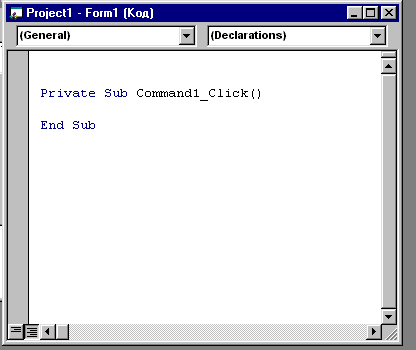 Project1 - Form1 (Код)
(General)
(Declarations)
Private Sub Command1_Click()
End Sub